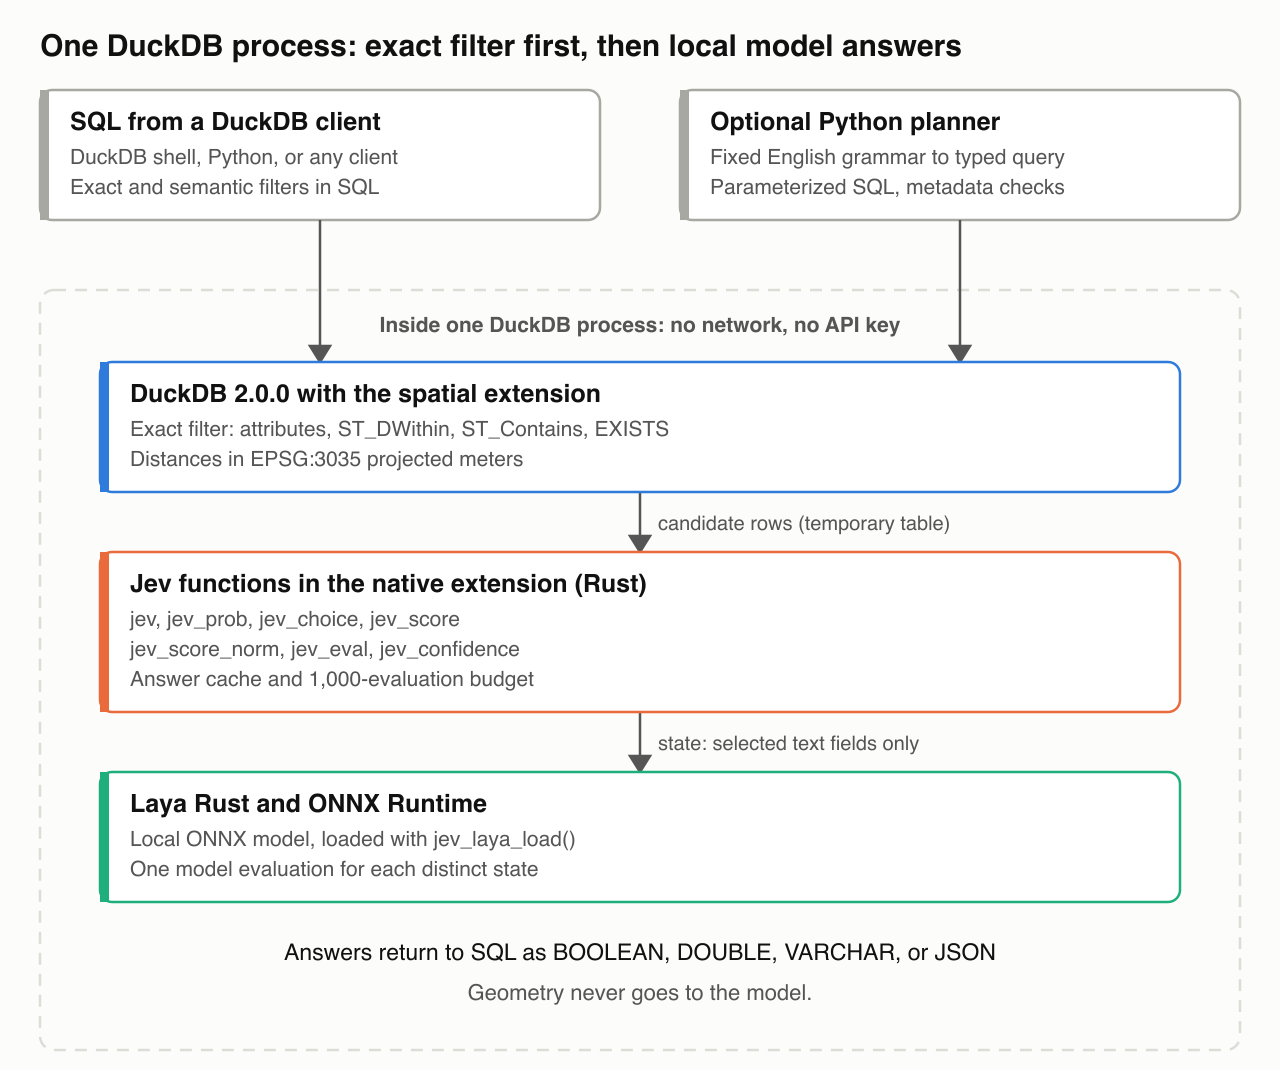 One DuckDB process: exact filter first, then local model answers
SQL from a DuckDB client
DuckDB shell, Python, or any client
Exact and semantic filters in SQL
Optional Python planner
Fixed English grammar to typed query
Parameterized SQL, metadata checks
Inside one DuckDB process: no network, no API key
DuckDB 2.0.0 with the spatial extension
Exact filter: attributes, ST_DWithin, ST_Contains, EXISTS
Distances in EPSG:3035 projected meters
candidate rows (temporary table)
Jev functions in the native extension (Rust)
jev, jev_prob, jev_choice, jev_score
jev_score_norm, jev_eval, jev_confidence
Answer cache and 1,000-evaluation budget
state: selected text fields only
Laya Rust and ONNX Runtime
Local ONNX model, loaded with jev_laya_load()
One model evaluation for each distinct state
Answers return to SQL as BOOLEAN, DOUBLE, VARCHAR, or JSON
Geometry never goes to the model.